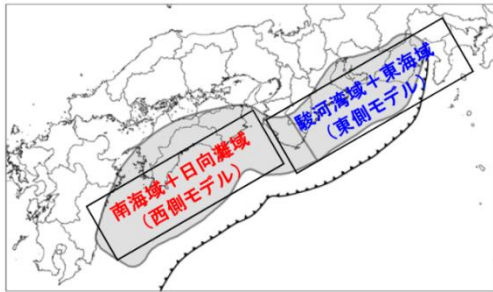 駿河湾域＋東海域
（東側モデル）
南海域＋日向灘域
（西側モデル）